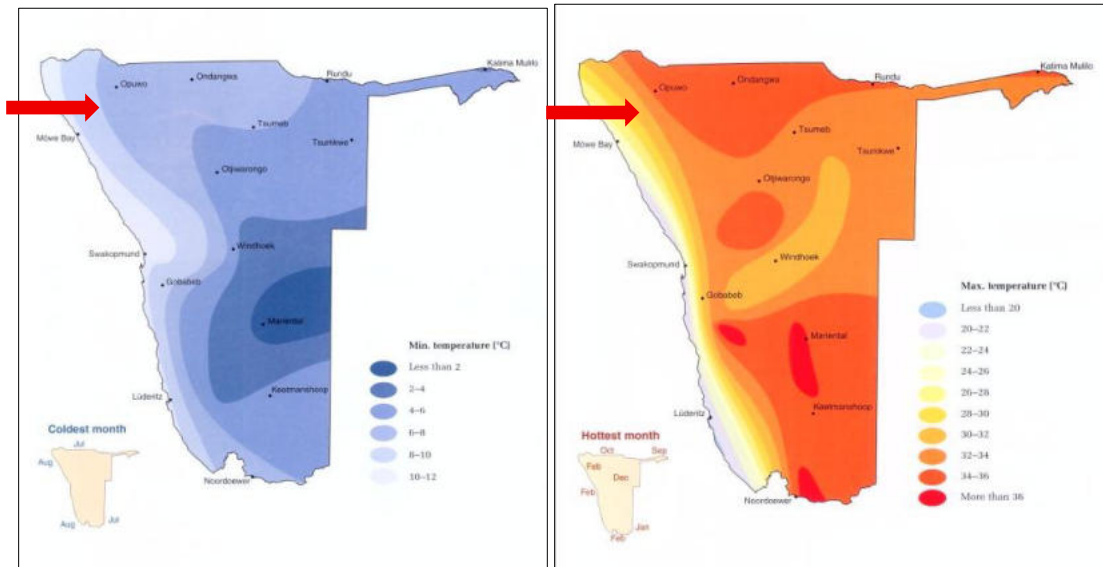 Katima Mulilo
Opuwo
Ondangwa
Rundu
Möwe Bay
Tsumeb
Tsumkwe
Otjiwarongo
Swakopmund
Windhoek
Gobabeb
Mariental
Min. temperature [°C]
Less than 2
2–4
4–6
6–8
8–10
10–12
Lüderitz
Keetmanshoop
Noordoewer
Coldest month
Jul
Aug
Aug
Jul
Katima Mulilo
Opuwo
Ondangwa
Rundu
Möwe Bay
Tsumeb
Tsumkwe
Otjiwarongo
Swakopmund
Windhoek
Gobabeb
Mariental
Max. temperature [°C]
Less than 20
20–22
22–24
24–26
26–28
28–30
30–32
32–34
34–36
More than 36
Lüderitz
Keetmanshoop
Noordoewer
Hottest month
Oct
Sep
Feb
Dec
Feb
Jan
Feb